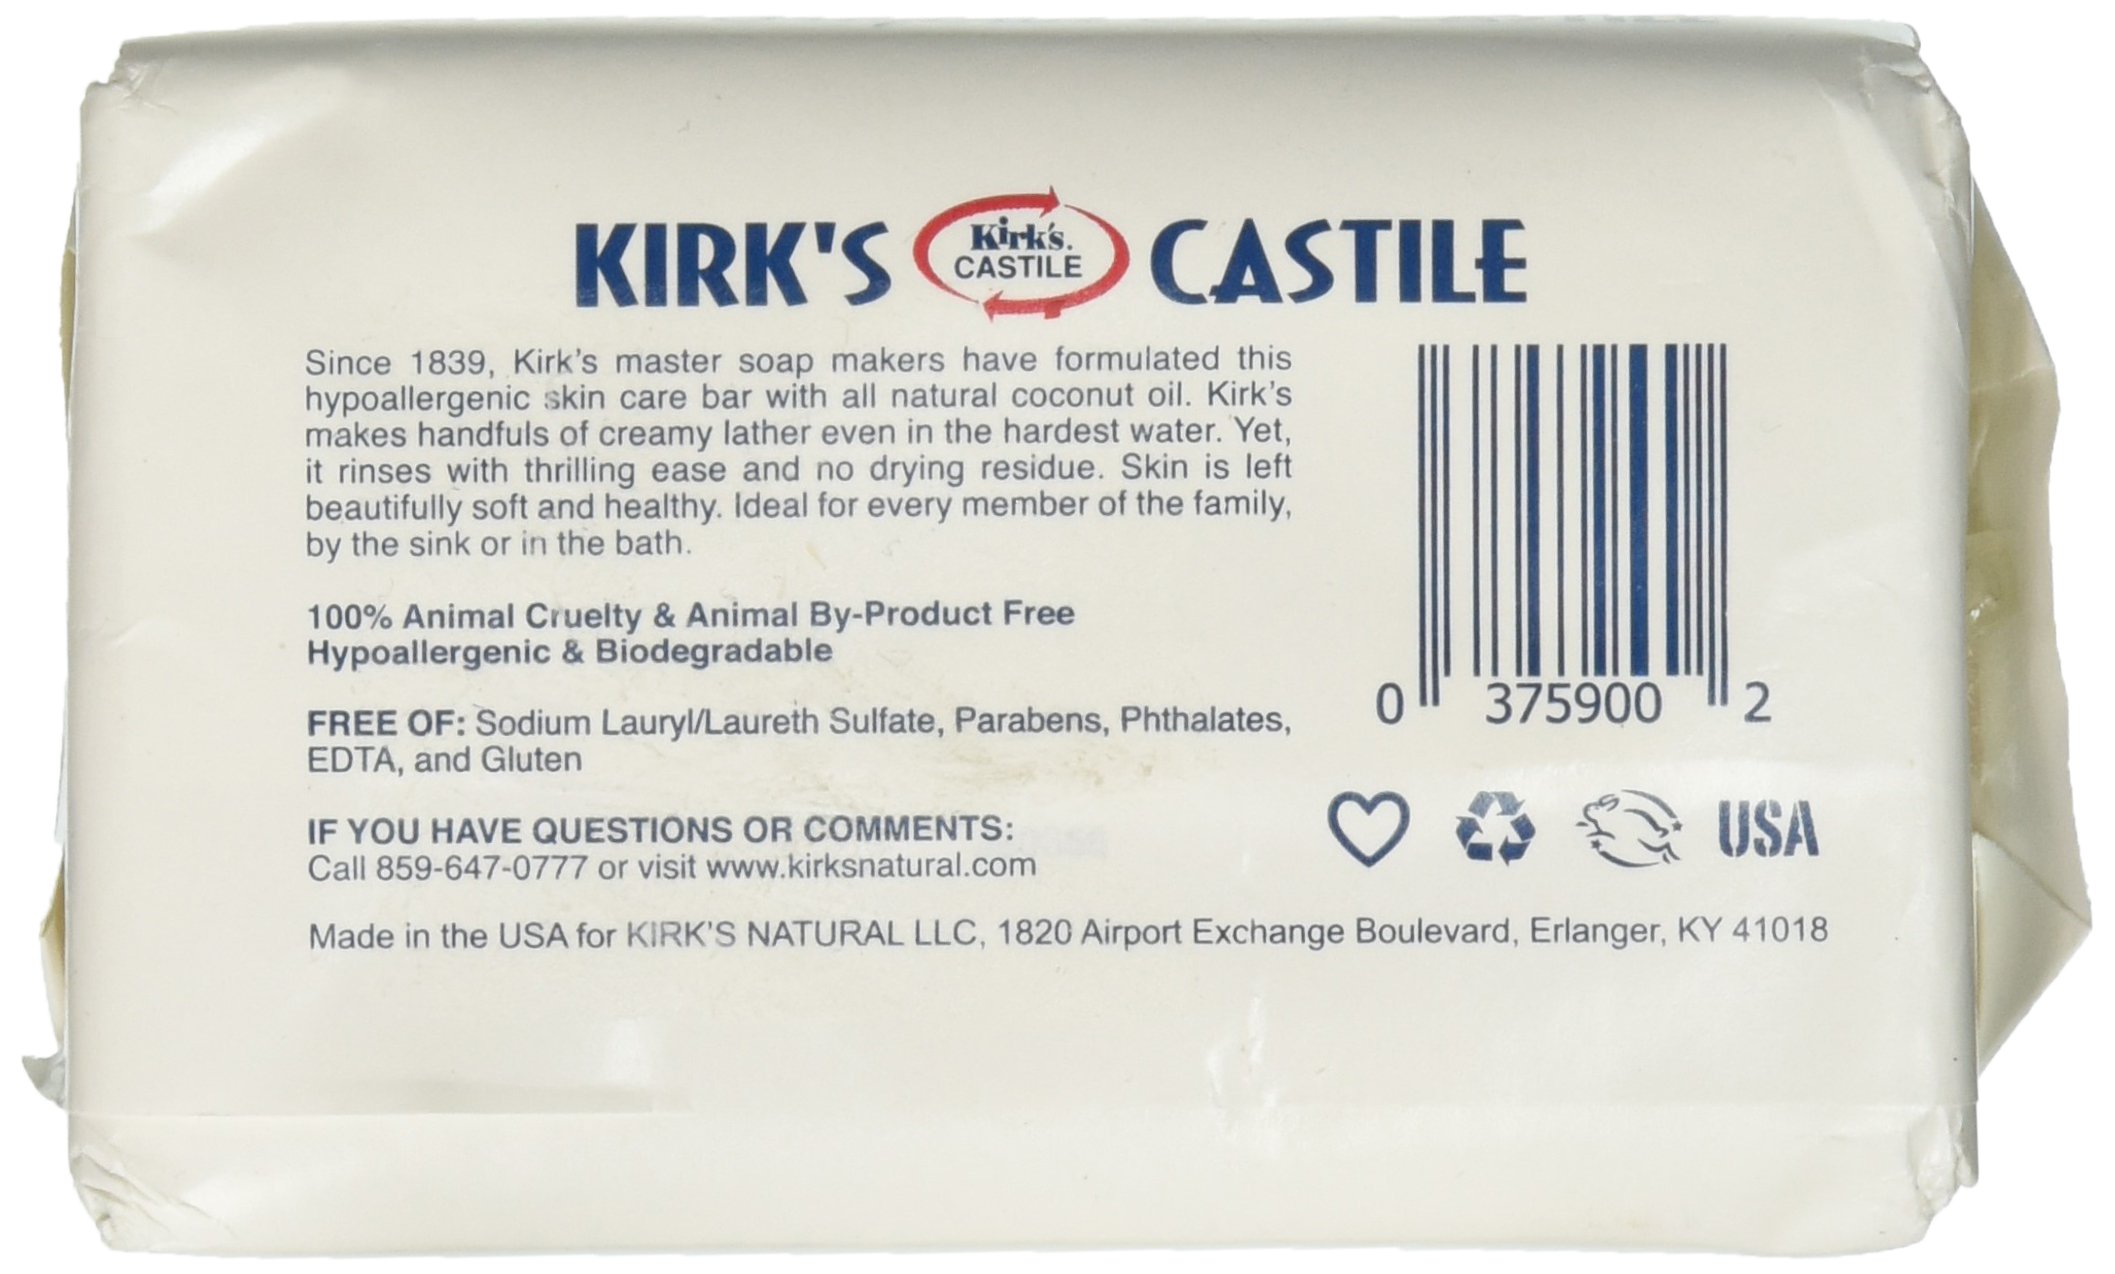 KIRK'S Kirk's. CASTILE CASTILE
Since 1839, Kirk's master soap makers have formulated this
hypoallergenic skin care bar with all natural coconut oil. Kirk's
makes handfuls of creamy lather even in the hardest water. Yet,
it rinses with thrilling ease and no drying residue. Skin is left
beautifully soft and healthy. Ideal for every member of the family,
by the sink or in the bath.
100% Animal Cruelty & Animal By-Product Free
Hypoallergenic & Biodegradable
FREE OF: Sodium Lauryl/Laureth Sulfate, Parabens, Phthalates,
EDTA, and Gluten
IF YOU HAVE QUESTIONS OR COMMENTS:
Call 859-647-0777 or visit www.kirksnatural.com
0 375900 2
USA
Made in the USA for KIRK'S NATURAL LLC, 1820 Airport Exchange Boulevard, Erlanger, KY 41018